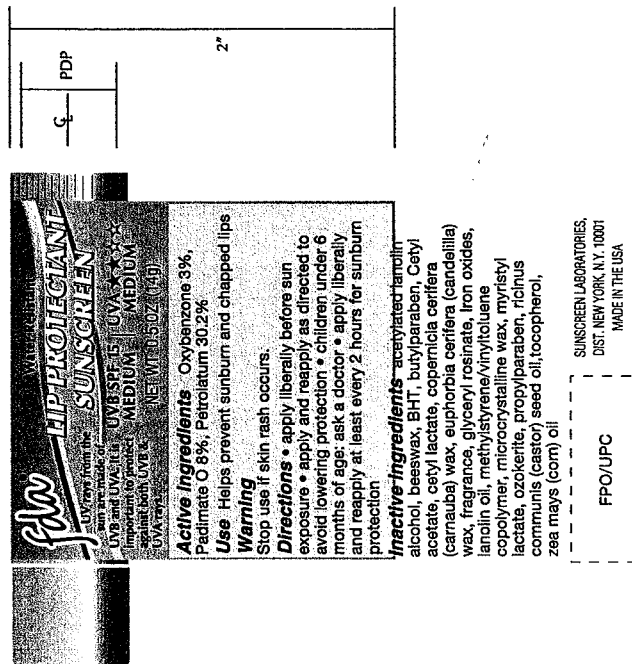 2"
PDP
fda
LIP PROTECTANT
SUNSCREEN
UV rays from the
sun are made of
UVB and UVA. It is
important to protect
against both UVB &
UVA rays.
UVB SPF 15 UVA ★★☆☆
MEDIUM MEDIUM
NET WT 0.5 OZ (14g)
Active Ingredients Oxybenzone 3%,
Padimate O 8%, Petrolatum 30.2%
Use Helps prevent sunburn and chapped lips
Warning
Stop use if skin rash occurs.
Directions • apply liberally before sun
exposure • apply and reapply as directed to
avoid lowering protection • children under 6
months of age: ask a doctor • apply liberally
and reapply at least every 2 hours for sunburn
protection
Inactive Ingredients acetylated lanolin
alcohol, beeswax, BHT, butylparaben, Cetyl
acetate, cetyl lactate, copernicia cerifera
(carnauba) wax, euphorbia cerifera (candelilla)
wax, fragrance, glyceryl rosinate, Iron oxides,
lanolin oil, methylstyrene/vinyltoluene
copolymer, microcrystalline wax, myristyl
lactate, ozokerite, propylparaben, ricinus
communis (castor) seed oil,tocopherol,
zea mays (corn) oil
FPO/UPC
SUNSCREEN LABORATORIES,
DIST. NEW YORK, N.Y. 10001
MADE IN THE USA